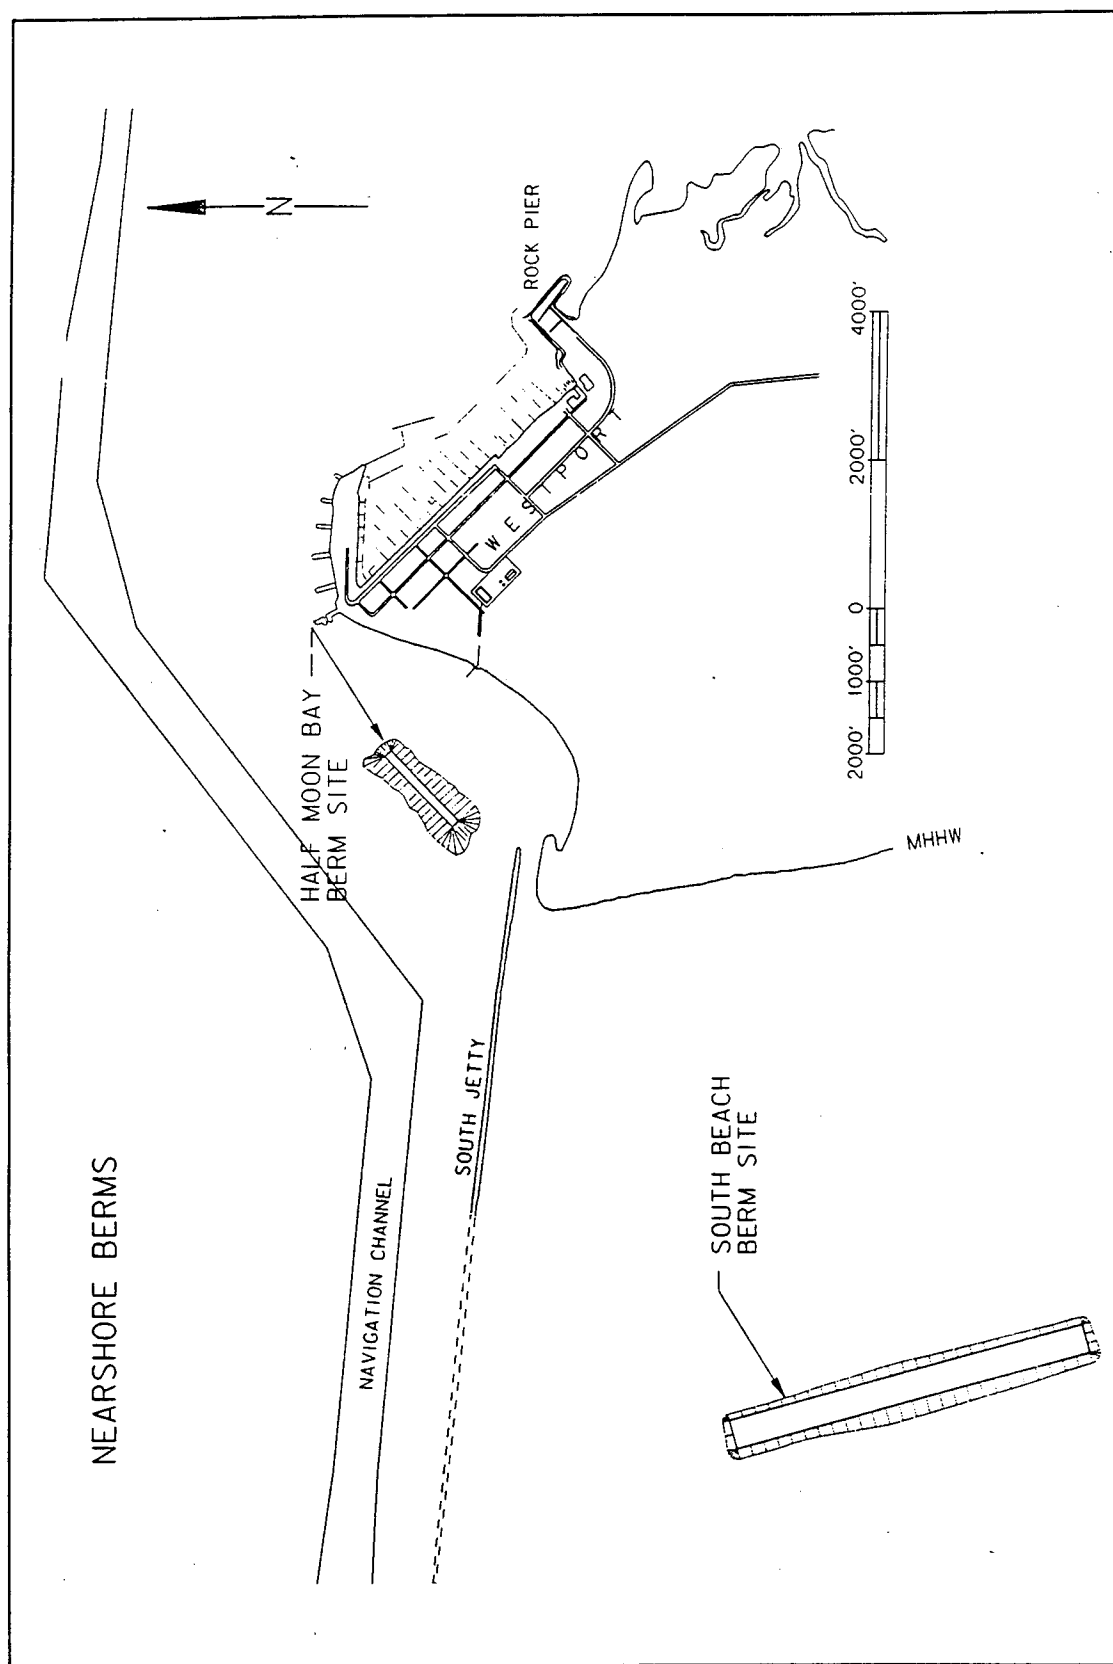 NEARSHORE BERMS
N
ROCK PIER
HALF MOON BAY
BERM SITE
WESTPORT
NAVIGATION CHANNEL
SOUTH JETTY
MHHW
SOUTH BEACH
BERM SITE
2000' 1000' 0 2000' 4000'